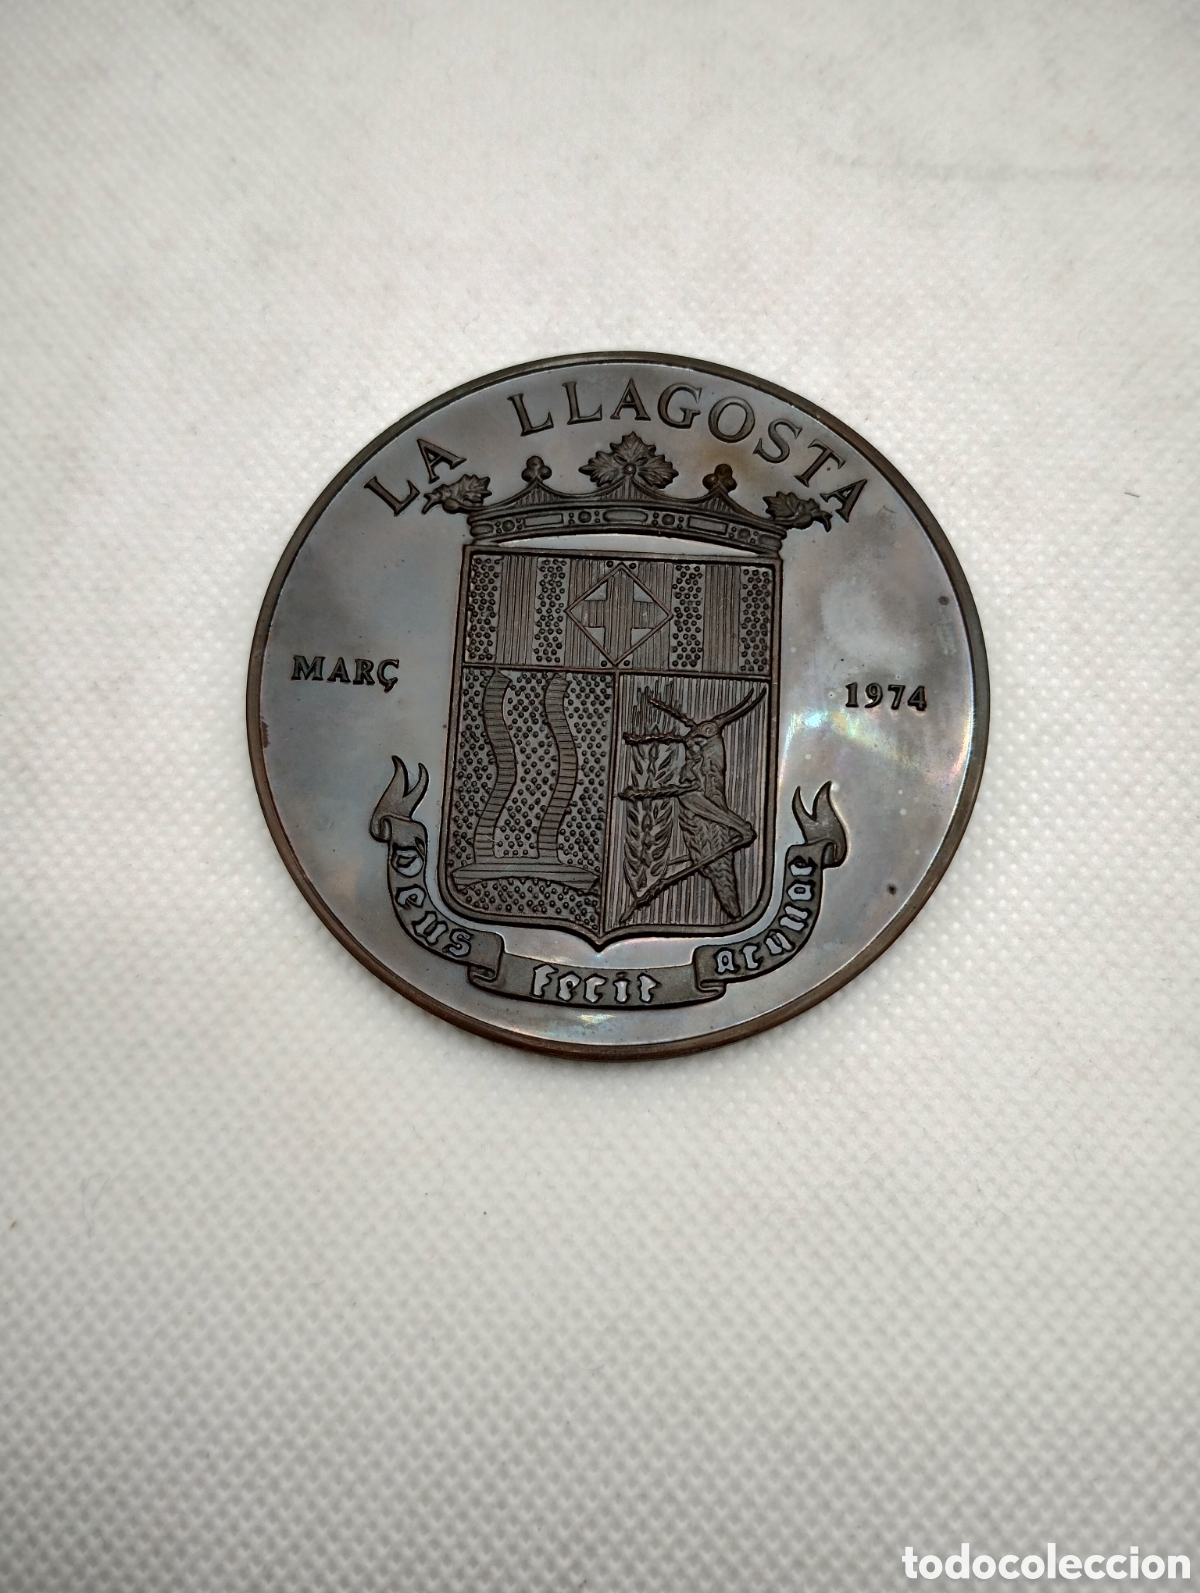 LA LLAGOSTA
MARÇ
1974
Deus fecit
todocoleccion